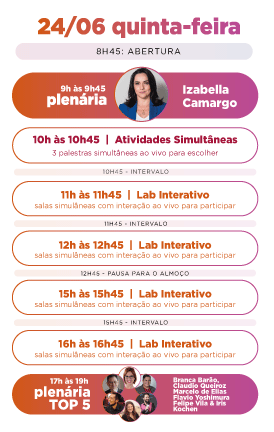 24/06 quinta-feira
8H45: ABERTURA
9h às 9h45
plenária
Izabella
Camargo
10h às 10h45 | Atividades Simultâneas
3 palestras simultâneas ao vivo para escolher
10H45 - INTERVALO
11h às 11h45 | Lab Interativo
salas simulâneas com interação ao vivo para participar
11H45 - INTERVALO
12h às 12h45 | Lab Interativo
salas simulâneas com interação ao vivo para participar
12H45 - PAUSA PARA O ALMOÇO
15h às 15h45 | Lab Interativo
salas simulâneas com interação ao vivo para participar
15H45 - INTERVALO
16h às 16h45 | Lab Interativo
salas simulâneas com interação ao vivo para participar
17h às 19h
plenária
TOP 5
Branca Barão,
Claudio Queiroz
Marcelo de Elias
Flavio Yoshimura
Felipe Vila & Iris
Kochen